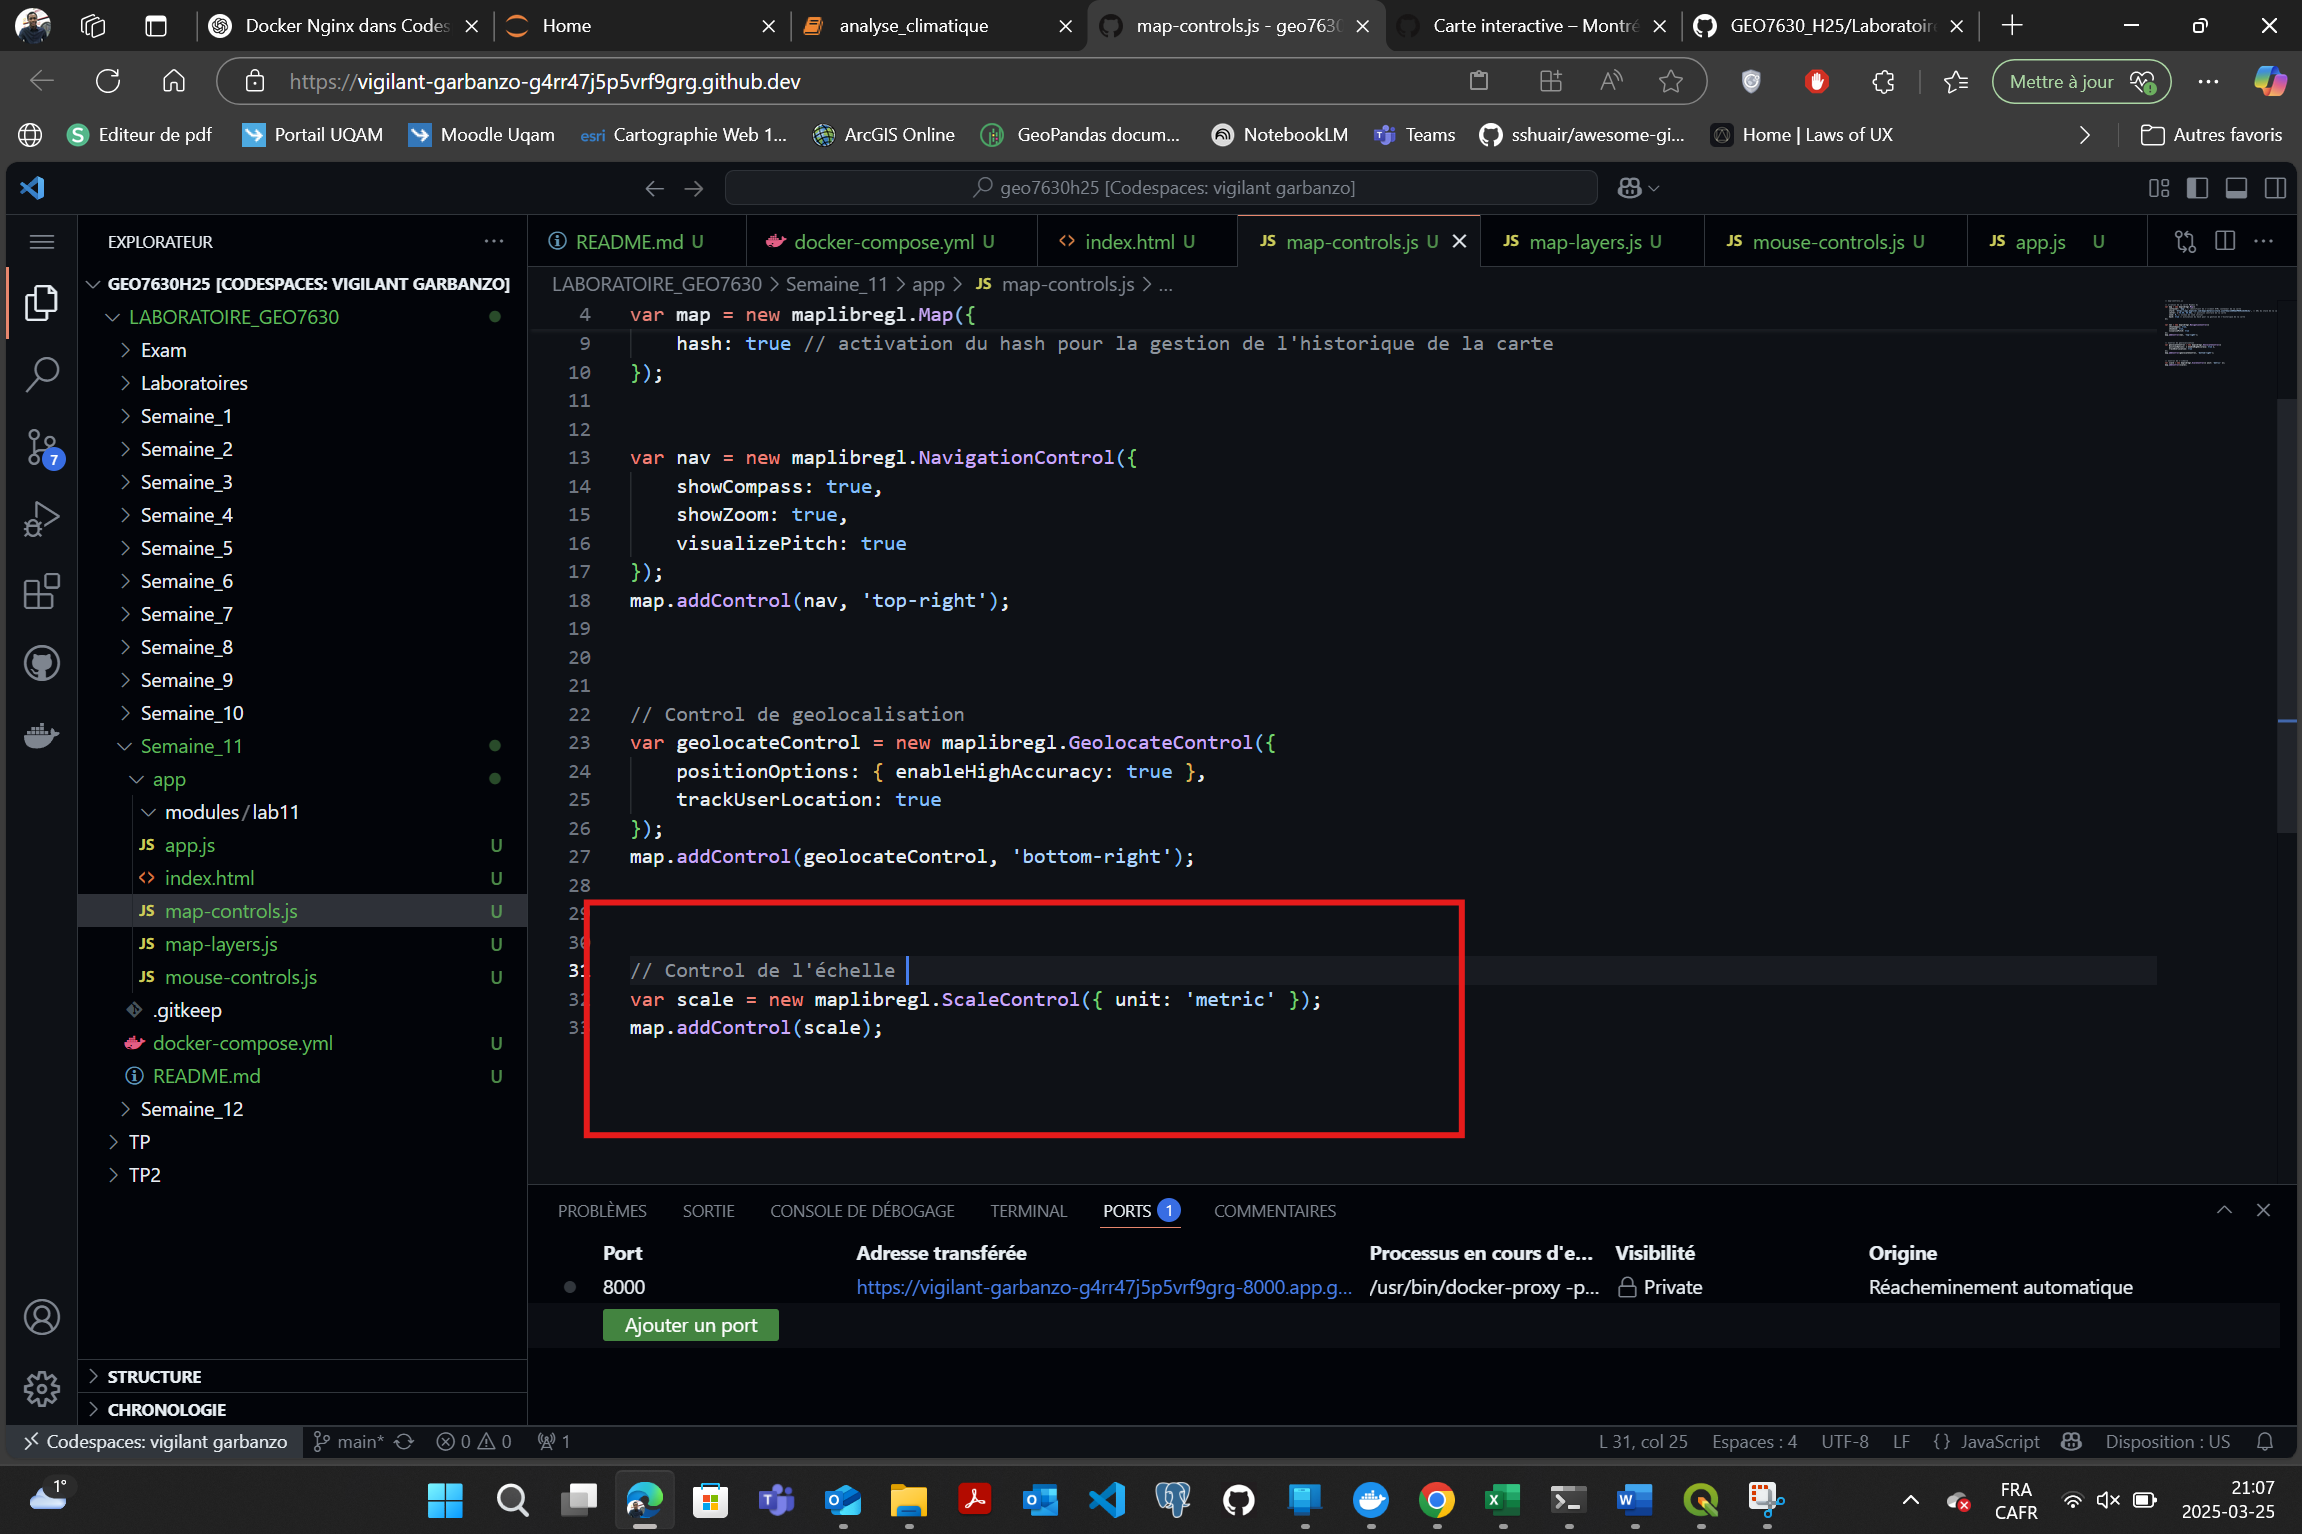 Docker Nginx dans Codes
Home
analyse_climatique
map-controls.js - geo7630
Carte interactive – Montré
GEO7630_H25/Laboratoir
https://vigilant-garbanzo-g4rr47j5p5vrf9grg.github.dev
Mettre à jour
Editeur de pdf
Portail UQAM
Moodle Uqam
esri Cartographie Web 1...
ArcGIS Online
GeoPandas docum...
NotebookLM
Teams
sshuair/awesome-gi...
Home | Laws of UX
Autres favoris
geo7630h25 [Codespaces: vigilant garbanzo]
EXPLORATEUR
README.md U
docker-compose.yml U
index.html U
JS map-controls.js U
JS map-layers.js U
JS mouse-controls.js U
JS app.js U
LABORATOIRE_GEO7630 > Semaine_11 > app > JS map-controls.js > ...
GEO7630H25 [CODESPACES: VIGILANT GARBANZO]
LABORATOIRE_GEO7630
Exam
Laboratoires
Semaine_1
Semaine_2
Semaine_3
Semaine_4
Semaine_5
Semaine_6
Semaine_7
Semaine_8
Semaine_9
Semaine_10
Semaine_11
app
modules/lab11
JS app.js U
index.html U
JS map-controls.js U
JS map-layers.js U
JS mouse-controls.js U
.gitkeep
docker-compose.yml U
README.md U
Semaine_12
TP
TP2
STRUCTURE
CHRONOLOGIE
7
4 var map = new maplibregl.Map({
9 hash: true // activation du hash pour la gestion de l'historique de la carte
10 });
11
12
13 var nav = new maplibregl.NavigationControl({
14 showCompass: true,
15 showZoom: true,
16 visualizePitch: true
17 });
18 map.addControl(nav, 'top-right');
19
20
21
22 // Control de geolocalisation
23 var geolocateControl = new maplibregl.GeolocateControl({
24 positionOptions: { enableHighAccuracy: true },
25 trackUserLocation: true
26 });
27 map.addControl(geolocateControl, 'bottom-right');
28
29
30
31 // Control de l'échelle
32 var scale = new maplibregl.ScaleControl({ unit: 'metric' });
33 map.addControl(scale);
PROBLÈMES
SORTIE
CONSOLE DE DÉBOGAGE
TERMINAL
PORTS 1
COMMENTAIRES
Port
Adresse transférée
Processus en cours d'e...
Visibilité
Origine
8000
https://vigilant-garbanzo-g4rr47j5p5vrf9grg-8000.app.g...
/usr/bin/docker-proxy -p...
Private
Réacheminement automatique
Ajouter un port
Codespaces: vigilant garbanzo
main*
0
0
1
L 31, col 25
Espaces : 4
UTF-8
LF
{} JavaScript
Disposition : US
1°
FRA
CAFR
21:07
2025-03-25